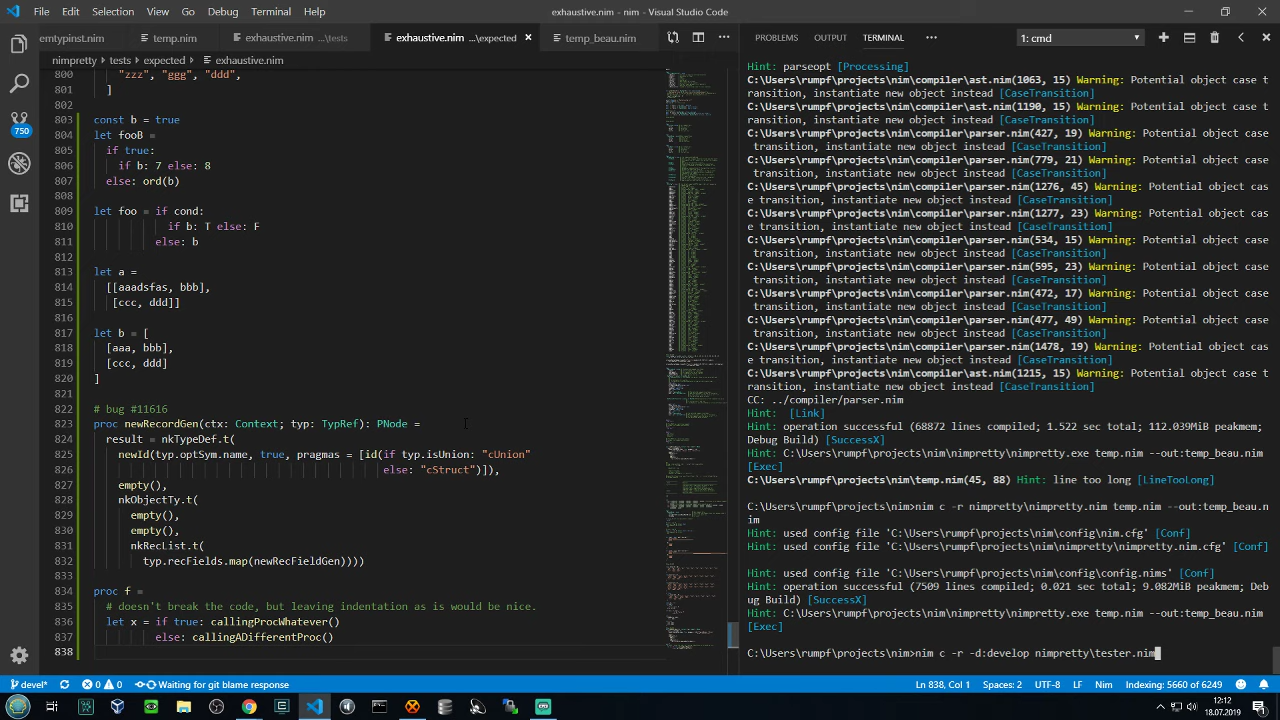 File Edit Selection View Go Debug Terminal Help exhaustive.nim - nim - Visual Studio Code
emtypinst.nim temp.nim exhaustive.nim ...\tests exhaustive.nim ...\expected temp_beau.nim
nimpretty > tests > expected > exhaustive.nim
800 "zzz", "ggg", "ddd",
801 ]
802
803 const b = true
804 let fooB =
805 if true:
806 if b: 7 else: 8
807 else: ord(b)
808
809 let foo = if cond:
810 if b: T else: F
811 else: b
812
813 let a =
814 [[aaadsfas, bbb],
815 [ccc, ddd]]
816
817 let b = [
818 [aaa, bbb],
819 [ccc, ddd]
820 ]
821
822 # bug #11616
823 proc newRecordGen(ctx: Context; typ: TypRef): PNode =
824 result = nkTypeDef.t(
825 newId(typ.optSym.name, true, pragmas = [id(if typ.isUnion: "cUnion"
826 else: "cStruct")]),
827 empty(),
828 nkObjectTy.t(
829 empty(),
830 empty(),
831 nkRecList.t(
832 typ.recFields.map(newRecFieldGen))))
833
834 proc f =
835 # doesn't break the code, but leaving indentation as is would be nice.
836 let x = if true: callingProcWhatever()
837 else: callingADifferentProc()
838
PROBLEMS OUTPUT TERMINAL ••• 1: cmd
Hint: parseopt [Processing]
C:\Users\rumpf\projects\nim\compiler\ast.nim(1063, 15) Warning: Potential object case t
ransition, instantiate new object instead [CaseTransition]
C:\Users\rumpf\projects\nim\compiler\ast.nim(1190, 15) Warning: Potential object case t
ransition, instantiate new object instead [CaseTransition]
C:\Users\rumpf\projects\nim\compiler\parser.nim(427, 19) Warning: Potential object case
transition, instantiate new object instead [CaseTransition]
C:\Users\rumpf\projects\nim\compiler\parser.nim(747, 21) Warning: Potential object case
transition, instantiate new object instead [CaseTransition]
C:\Users\rumpf\projects\nim\compiler\parser.nim(1276, 45) Warning: Potential object cas
e transition, instantiate new object instead [CaseTransition]
C:\Users\rumpf\projects\nim\compiler\parser.nim(1277, 23) Warning: Potential object cas
e transition, instantiate new object instead [CaseTransition]
C:\Users\rumpf\projects\nim\compiler\parser.nim(534, 15) Warning: Potential object case
transition, instantiate new object instead [CaseTransition]
C:\Users\rumpf\projects\nim\compiler\parser.nim(595, 23) Warning: Potential object case
transition, instantiate new object instead [CaseTransition]
C:\Users\rumpf\projects\nim\compiler\parser.nim(472, 17) Warning: Potential object case
transition, instantiate new object instead [CaseTransition]
C:\Users\rumpf\projects\nim\compiler\parser.nim(477, 49) Warning: Potential object case
transition, instantiate new object instead [CaseTransition]
C:\Users\rumpf\projects\nim\compiler\parser.nim(1478, 19) Warning: Potential object cas
e transition, instantiate new object instead [CaseTransition]
C:\Users\rumpf\projects\nim\compiler\ast.nim(1215, 15) Warning: Potential object case t
ransition, instantiate new object instead [CaseTransition]
CC: ../compiler/parser.nim
Hint: [Link]
Hint: operation successful (60292 lines compiled; 1.522 sec total; 112.039MiB peakmem;
Debug Build) [SuccessX]
Hint: C:\Users\rumpf\projects\nim\nimpretty\nimpretty.exe temp.nim --out:temp_beau.nim
[Exec]
C:\Users\rumpf\projects\nim\temp.nim(45, 88) Hint: line too long [LineTooLong]
C:\Users\rumpf\projects\nim>nim c -r nimpretty\nimpretty.nim temp.nim --out:temp_beau.n
im
Hint: used config file 'C:\Users\rumpf\projects\nim\config\nim.cfg' [Conf]
Hint: used config file 'C:\Users\rumpf\projects\nim\nimpretty\nimpretty.nim.cfg' [Conf]
Hint: used config file 'C:\Users\rumpf\projects\nim\config.nims' [Conf]
Hint: operation successful (7509 lines compiled; 0.021 sec total; 9.082MiB peakmem; Deb
ug Build) [SuccessX]
Hint: C:\Users\rumpf\projects\nim\nimpretty\nimpretty.exe temp.nim --out:temp_beau.nim
[Exec]
C:\Users\rumpf\projects\nim>nim c -r -d:develop nimpretty\tester.nim
750
devel* 0 0 Waiting for git blame response Ln 838, Col 1 Spaces: 2 UTF-8 LF Nim Indexing: 5660 of 6249
12:12
18.07.2019